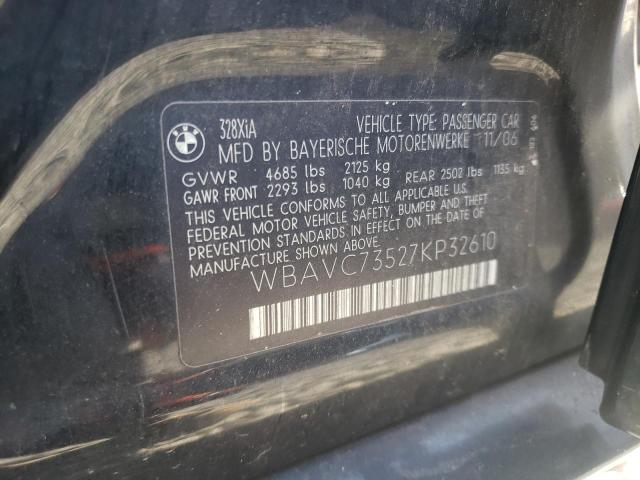 BMW
328XiA VEHICLE TYPE: PASSENGER CAR
MFD BY BAYERISCHE MOTORENWERKE 11/06
GVWR 4685 lbs 2125 kg
GAWR FRONT 2293 lbs 1040 kg REAR 2502 lbs 1135 kg
THIS VEHICLE CONFORMS TO ALL APPLICABLE
FEDERAL MOTOR VEHICLE SAFETY, BUMPER AND THEFT
PREVENTION STANDARDS IN EFFECT ON THE DATE OF
MANUFACTURE SHOWN ABOVE.
WBAVC73527KP32610